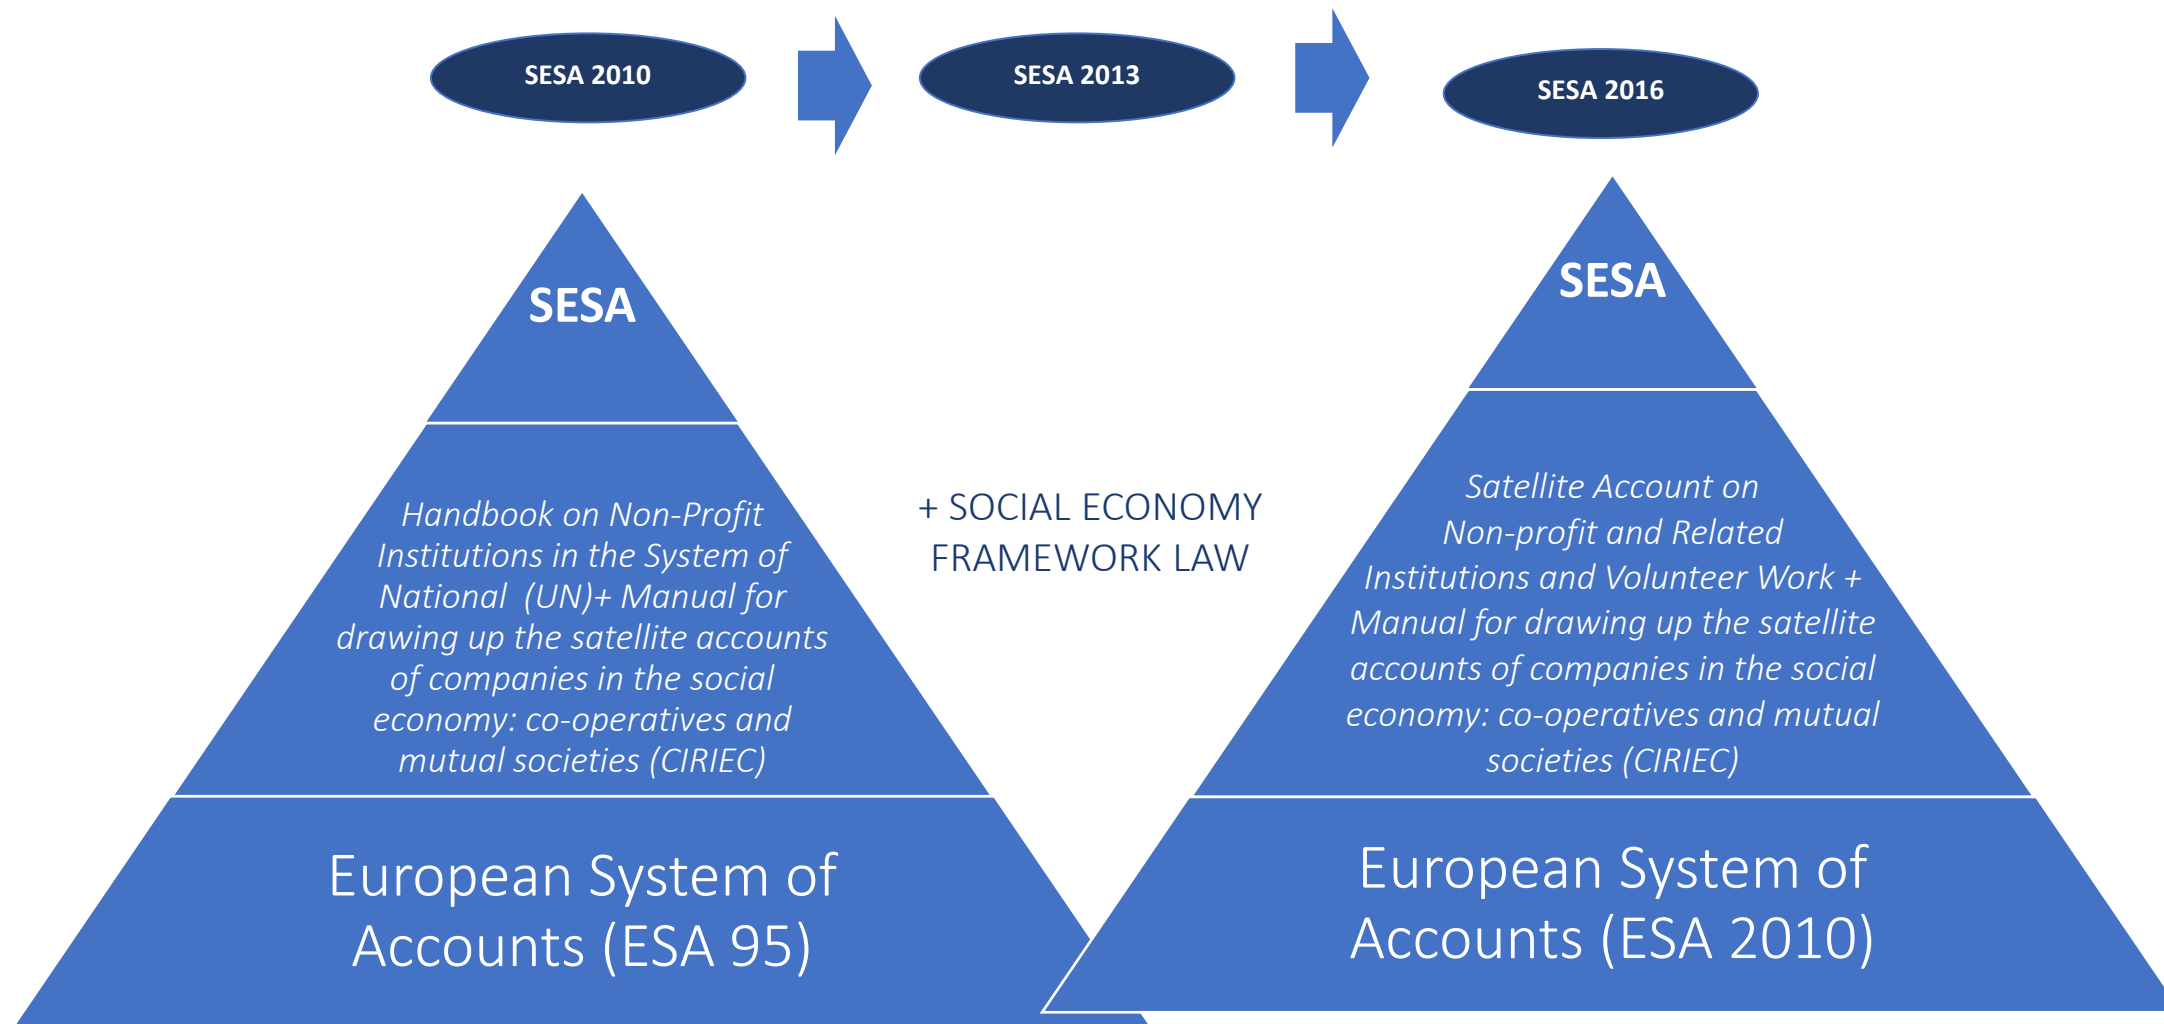 SESA 2010
SESA 2013
SESA 2016
SESA
Handbook on Non-Profit
Institutions in the System of
National (UN)+ Manual for
drawing up the satellite accounts
of companies in the social
economy: co-operatives and
mutual societies (CIRIEC)
European System of
Accounts (ESA 95)
+ SOCIAL ECONOMY
FRAMEWORK LAW
SESA
Satellite Account on
Non-profit and Related
Institutions and Volunteer Work +
Manual for drawing up the satellite
accounts of companies in the social
economy: co-operatives and mutual
societies (CIRIEC)
European System of
Accounts (ESA 2010)